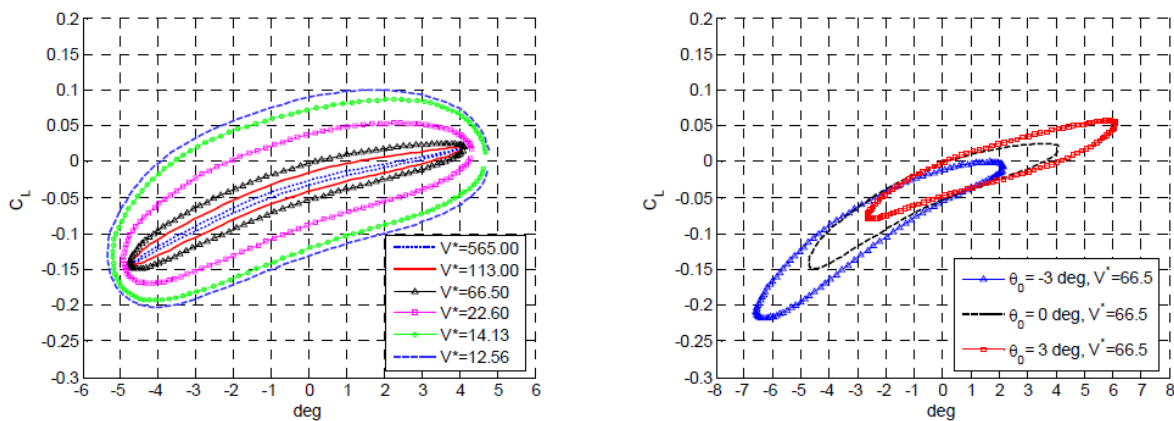 0.2
0.15
0.1
0.05
0
-0.05
-0.1
-0.15
-0.2
-0.25
-0.3
C_L
-6 -5 -4 -3 -2 -1 0 1 2 3 4 5 6
deg
V*=565.00
V*=113.00
V*=66.50
V*=22.60
V*=14.13
V*=12.56
0.2
0.15
0.1
0.05
0
-0.05
-0.1
-0.15
-0.2
-0.25
-0.3
C_L
-8 -7 -6 -5 -4 -3 -2 -1 0 1 2 3 4 5 6 7 8
deg
θ₀= -3 deg, V*=66.5
θ₀= 0 deg, V*=66.5
θ₀= 3 deg, V*=66.5